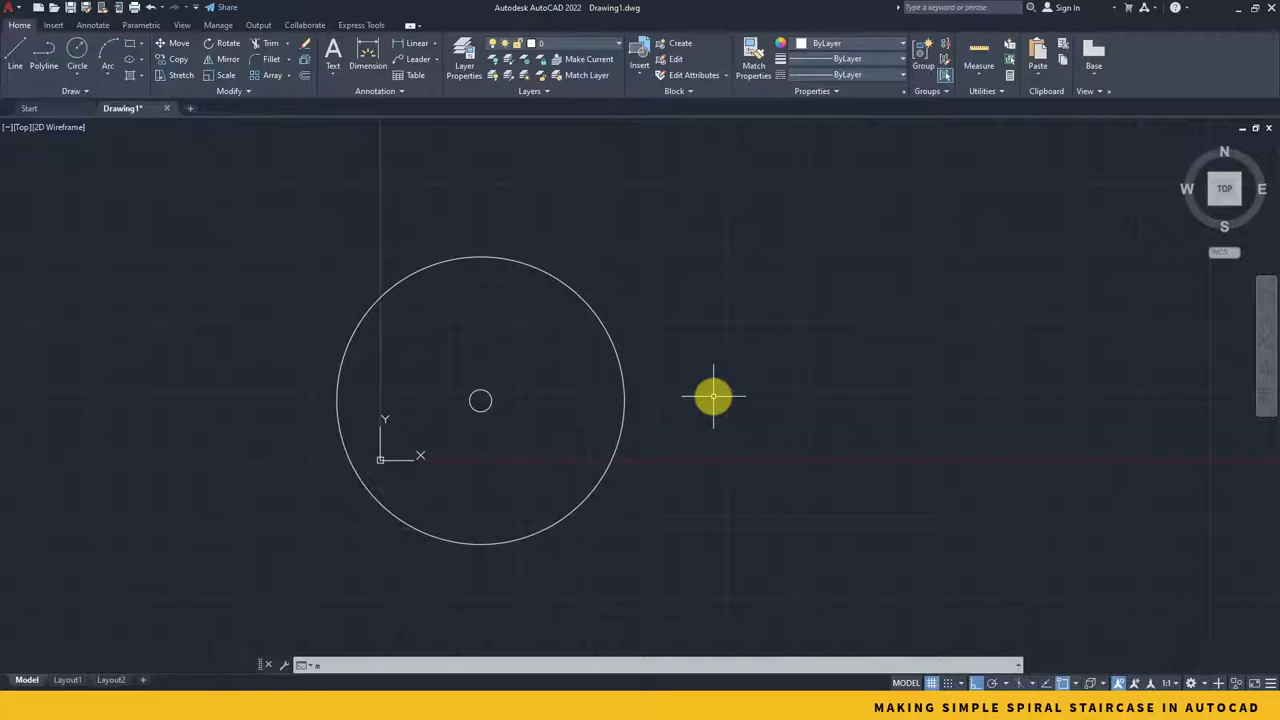 Share
Autodesk AutoCAD 2022 Drawing1.dwg
Type a keyword or phrase
Sign In
Home Insert Annotate Parametric View Manage Output Collaborate Express Tools
Line Polyline Circle Arc
Move Rotate Trim
Copy Mirror Fillet
Stretch Scale Array
Text Dimension
Linear
Leader
Table
Layer Properties
0
Make Current
Match Layer
Insert
Create
Edit
Edit Attributes
Match Properties
ByLayer
ByLayer
ByLayer
Group
Measure
Paste
Base
Draw Modify Annotation Layers Block Properties Groups Utilities Clipboard View
Start Drawing1*
[−][Top][2D Wireframe]
N
W TOP E
S
WCS
Y
X
m
Model Layout1 Layout2
MODEL
1:1
MAKING SIMPLE SPIRAL STAIRCASE IN AUTOCAD